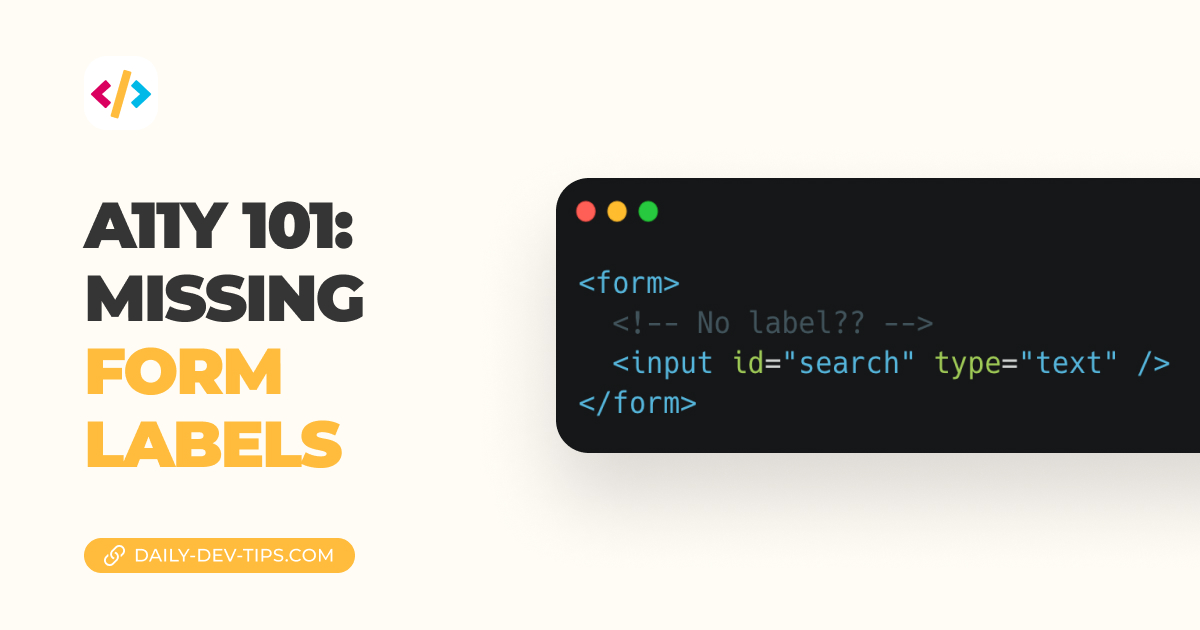 A11Y 101:
MISSING
FORM
LABELS
DAILY-DEV-TIPS.COM
<form>
  <!-- No label?? -->
  <input id="search" type="text" />
</form>